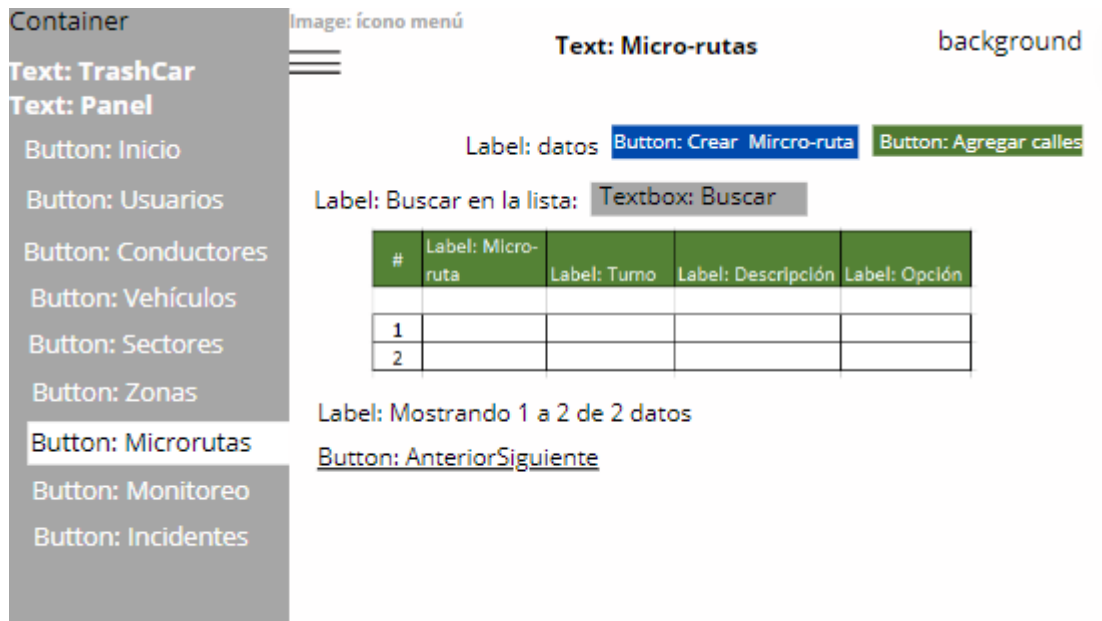 Container
Text: TrashCar
Text: Panel
Button: Inicio
Button: Usuarios
Button: Conductores
Button: Vehículos
Button: Sectores
Button: Zonas
Button: Microrutas
Button: Monitoreo
Button: Incidentes
Image: ícono menú
Text: Micro-rutas
background
Label: datos
Button: Crear Mircro-ruta
Button: Agregar calles
Label: Buscar en la lista:
Textbox: Buscar
#
Label: Micro-
ruta
Label: Turno
Label: Descripción
Label: Opción
1
2
Label: Mostrando 1 a 2 de 2 datos
Button: AnteriorSiguiente